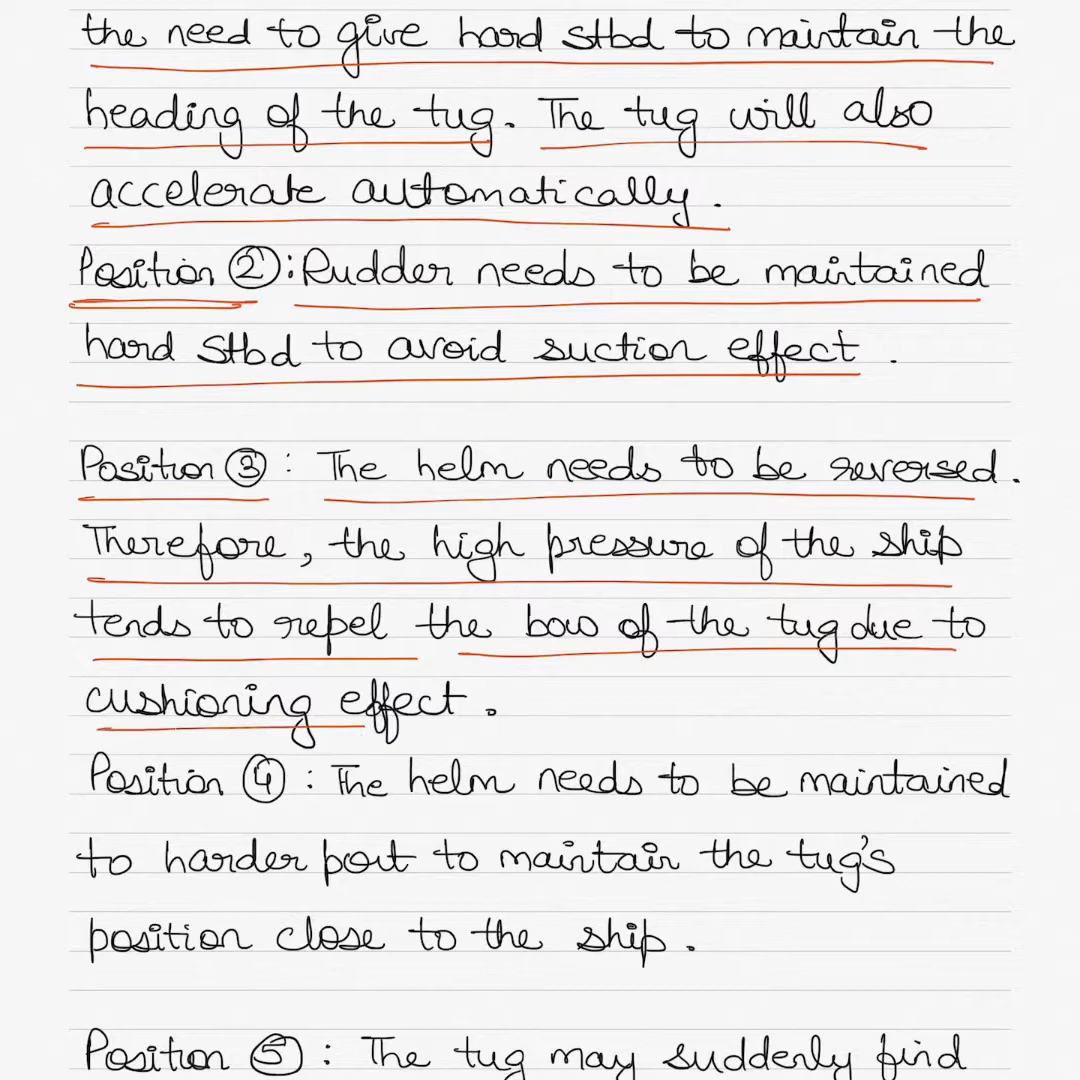 the need to give hard stbd to maintain the
heading of the tug. The tug will also
accelerate automatically.
Position ②: Rudder needs to be maintained
hard stbd to avoid suction effect.
Position ③: The helm needs to be reversed.
Therefore, the high pressure of the ship
tends to repel the bow of the tug due to
cushioning effect.
Position ④: The helm needs to be maintained
to harder port to maintain the tug's
position close to the ship.
Position ⑤: The tug may suddenly find